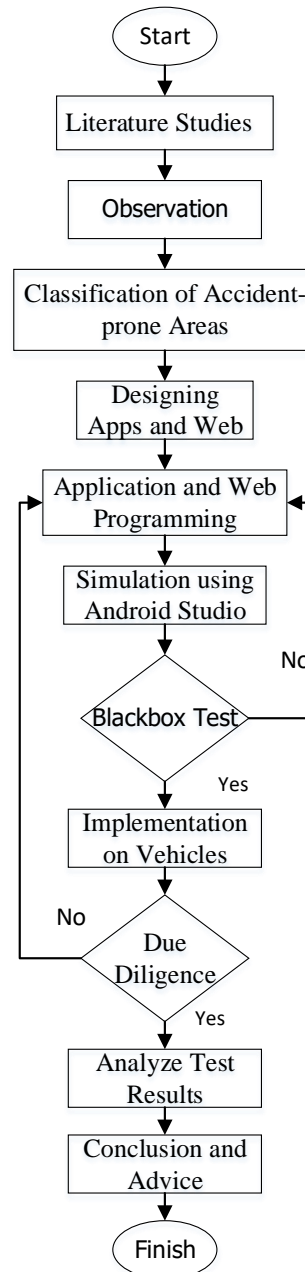 Start
Literature Studies
Observation
Classification of Accident-
prone Areas
Designing
Apps and Web
Application and Web
Programming
Simulation using
Android Studio
No
Blackbox Test
Yes
Implementation
on Vehicles
No
Due
Diligence
Yes
Analyze Test
Results
Conclusion and
Advice
Finish